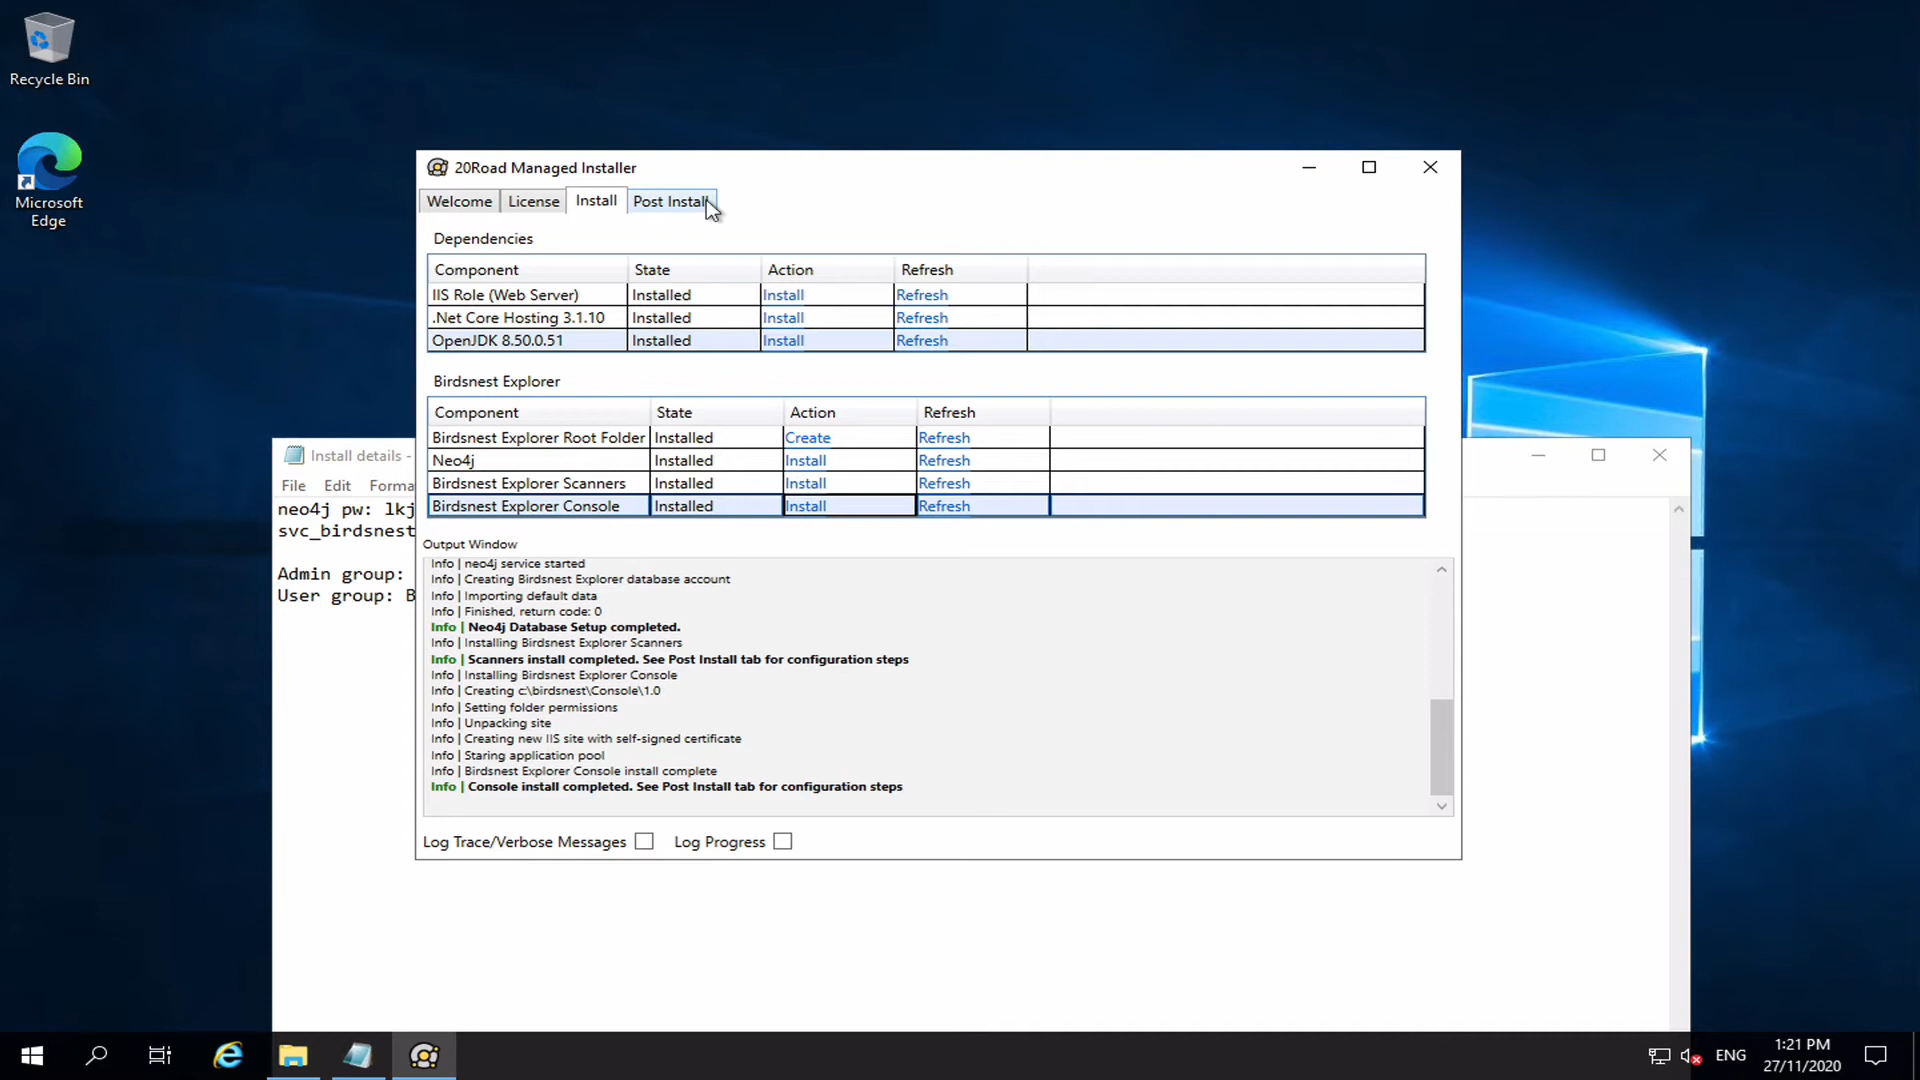 Recycle Bin
Microsoft
Edge
20Road Managed Installer
Welcome License Install Post Install
Dependencies
Component State Action Refresh
IIS Role (Web Server) Installed Install Refresh
.Net Core Hosting 3.1.10 Installed Install Refresh
OpenJDK 8.50.0.51 Installed Install Refresh
Birdsnest Explorer
Component State Action Refresh
Birdsnest Explorer Root Folder Installed Create Refresh
Neo4j Installed Install Refresh
Birdsnest Explorer Scanners Installed Install Refresh
Birdsnest Explorer Console Installed Install Refresh
Output Window
Info | neo4j service started
Info | Creating Birdsnest Explorer database account
Info | Importing default data
Info | Finished, return code: 0
Info | Neo4j Database Setup completed.
Info | Installing Birdsnest Explorer Scanners
Info | Scanners install completed. See Post Install tab for configuration steps
Info | Installing Birdsnest Explorer Console
Info | Creating c:\birdsnest\Console\1.0
Info | Setting folder permissions
Info | Unpacking site
Info | Creating new IIS site with self-signed certificate
Info | Staring application pool
Info | Birdsnest Explorer Console install complete
Info | Console install completed. See Post Install tab for configuration steps
Log Trace/Verbose Messages Log Progress
Install details -
File Edit Forma
neo4j pw: lkj
svc_birdsnest
Admin group:
User group: B
ENG
1:21 PM
27/11/2020